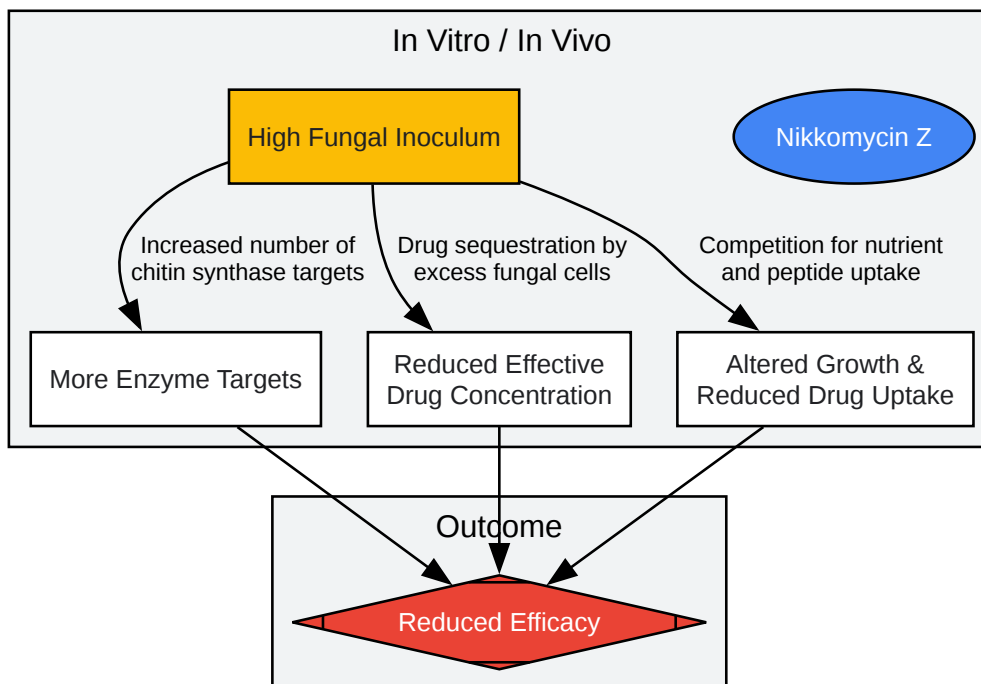 In Vitro / In Vivo
High Fungal Inoculum
Nikkomycin Z
Increased number of
chitin synthase targets
Drug sequestration by
excess fungal cells
Competition for nutrient
and peptide uptake
More Enzyme Targets
Reduced Effective
Drug Concentration
Altered Growth &
Reduced Drug Uptake
Outcome
Reduced Efficacy